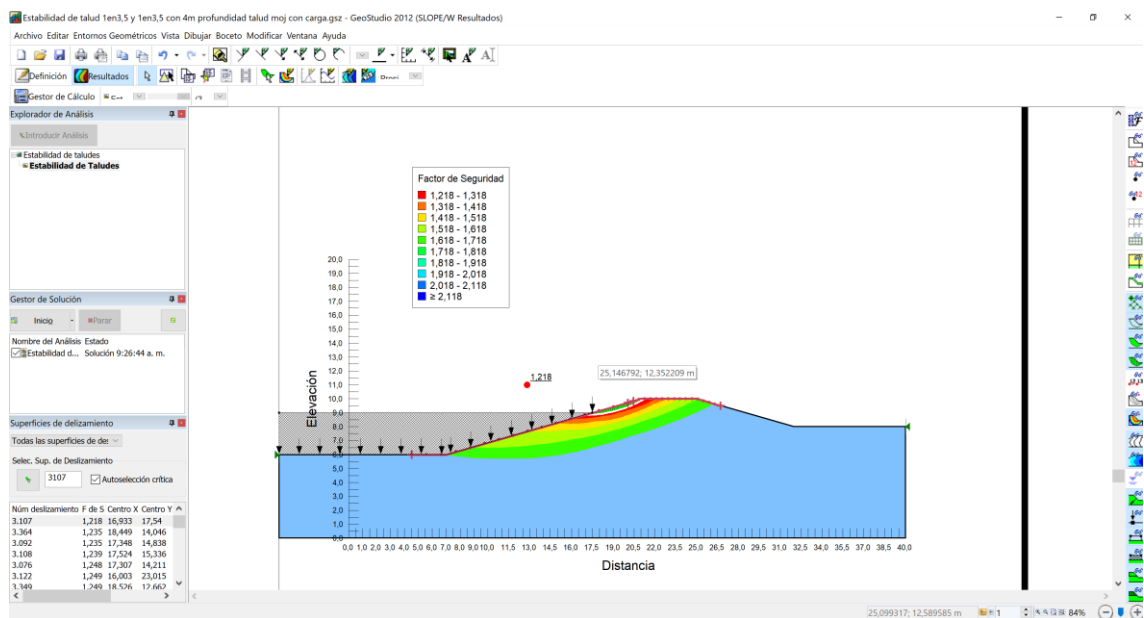 Estabilidad de talud 1en3,5 y 1en3,5 con 4m profundidad talud moj con carga.gsz - GeoStudio 2012 (SLOPE/W Resultados)
Archivo Editar Entornos Geométricos Vista Dibujar Boceto Modificar Ventana Ayuda
Definición Resultados
Gestor de Cálculo
Explorador de Análisis
Introducir Análisis
Estabilidad de taludes
Estabilidad de Taludes
Gestor de Solución
Inicio Parar
Nombre del Análisis Estado
Estabilidad d... Solución 9:26:44 a. m.
Superficies de deslizamiento
Todas las superficies de de:
Selec. Sup. de Deslizamiento
3107 Autoselección crítica
Núm deslizamiento F de S Centro X Centro Y
3.107 1,218 16,933 17,54
3.364 1,235 18,449 14,046
3.092 1,235 17,348 14,838
3.108 1,239 17,524 15,336
3.076 1,248 17,307 14,211
3.122 1,249 16,003 23,015
3.349 1,249 18,526 12,662
Factor de Seguridad
1,218 - 1,318
1,318 - 1,418
1,418 - 1,518
1,518 - 1,618
1,618 - 1,718
1,718 - 1,818
1,818 - 1,918
1,918 - 2,018
2,018 - 2,118
≥ 2,118
1,218
25,146792; 12,352209 m
Elevación
20,0
19,0
18,0
17,0
16,0
15,0
14,0
13,0
12,0
11,0
10,0
9,0
8,0
7,0
6,0
5,0
4,0
3,0
2,0
1,0
0,0
0,0 1,0 2,0 3,0 4,0 5,0 6,0 7,0 8,0 9,0 10,0 11,5 13,0 14,5 16,0 17,5 19,0 20,5 22,0 23,5 25,0 26,5 28,0 29,5 31,0 32,5 34,0 35,5 37,0 38,5 40,0
Distancia
25,099317; 12,589585 m 1 84%